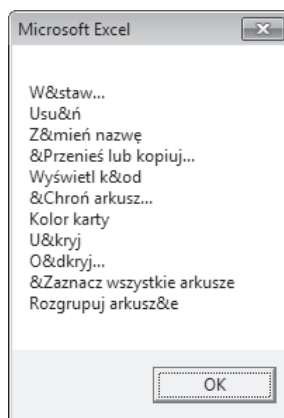 Microsoft Excel
W&staw...
Usu&ń
Z&mień nazwę
&Przenieś lub kopiuj...
Wyświetl k&od
&Chroń arkusz...
Kolor karty
U&kryj
O&dkryj...
&Zaznacz wszystkie arkusze
Rozgrupuj arkusz&e
OK